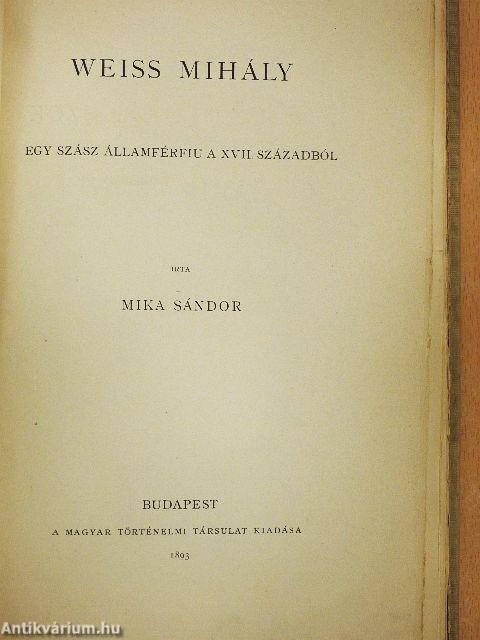 WEISS MIHÁLY
EGY SZÁSZ ÁLLAMFÉRFIU A XVII. SZÁZADBÓL
IRTA
MIKA SÁNDOR
BUDAPEST
A MAGYAR TÖRTÉNELMI TÁRSULAT KIADÁSA
1893
Antikvárium.hu